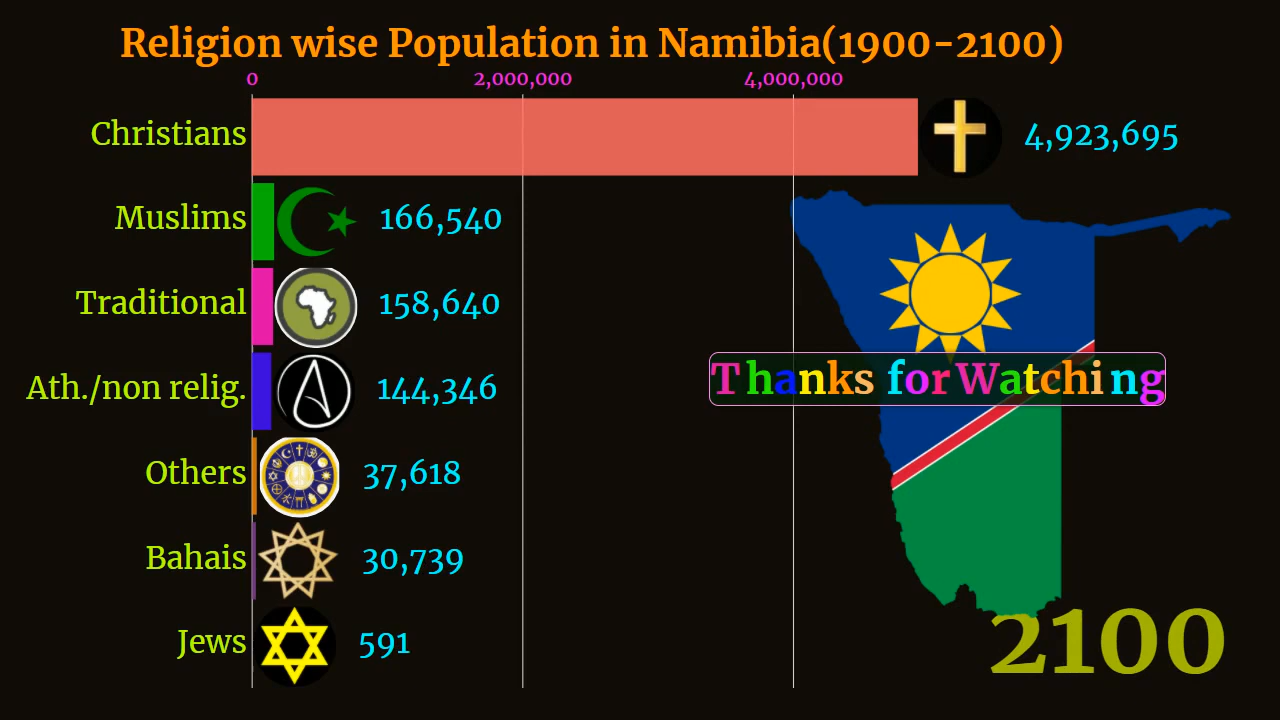 Religion wise Population in Namibia(1900-2100)
0 2,000,000 4,000,000
Christians 4,923,695
Muslims 166,540
Traditional 158,640
Thanks for Watching
Ath./non relig. 144,346
Others 37,618
Bahais 30,739
Jews 591
2100